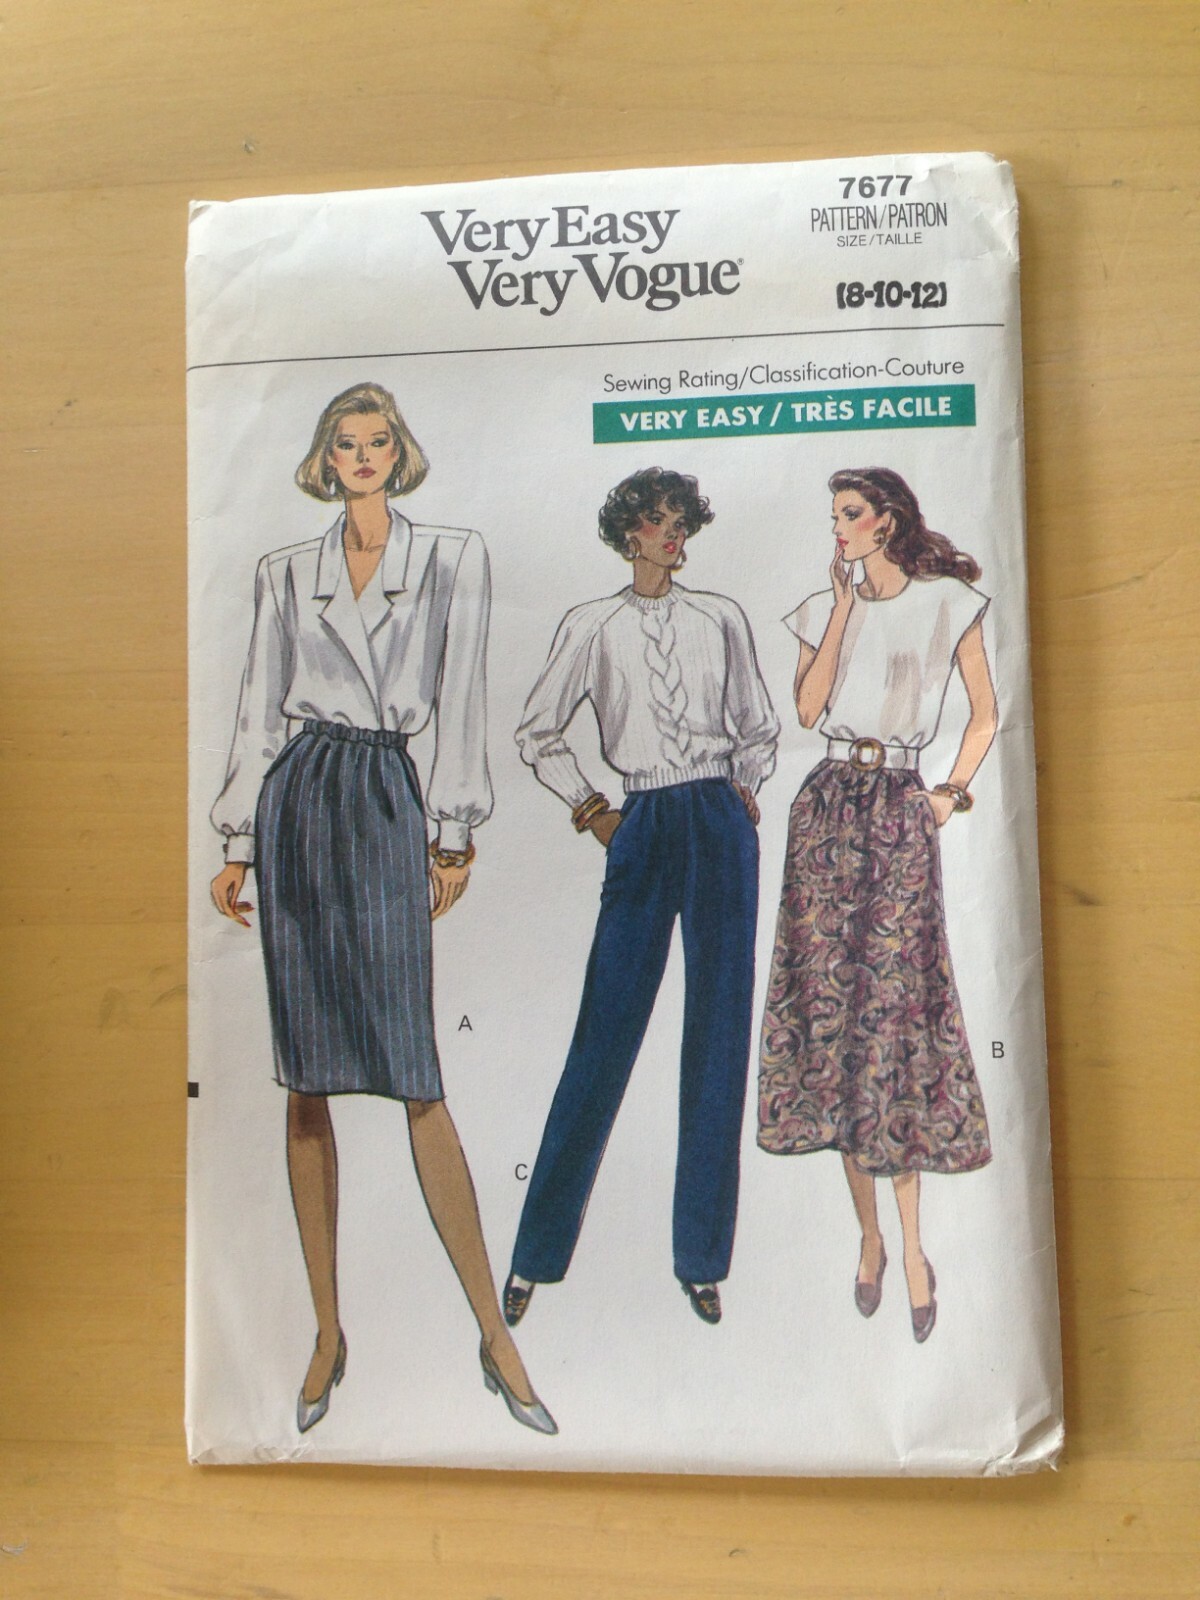 Very Easy
Very Vogue®
7677
PATTERN/PATRON
SIZE/TAILLE
(8-10-12)
Sewing Rating/Classification-Couture
VERY EASY / TRÈS FACILE
A
C
B